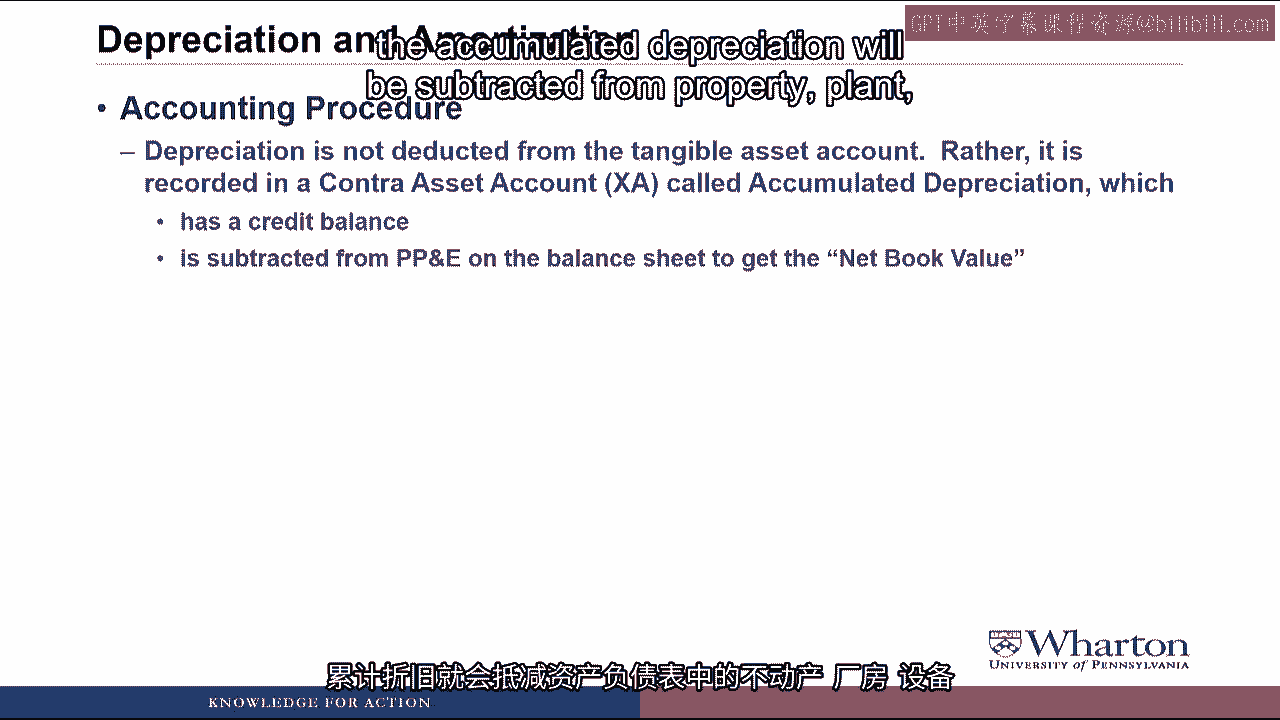 GPT中英字幕课程资源@bilibili.com
Depreciation and Amortization
the accumulated depreciation will
be subtracted from property, plant,
• Accounting Procedure
– Depreciation is not deducted from the tangible asset account. Rather, it is
recorded in a Contra Asset Account (XA) called Accumulated Depreciation, which
• has a credit balance
• is subtracted from PP&E on the balance sheet to get the “Net Book Value”
Wharton
UNIVERSITY of PENNSYLVANIA
累计折旧就会抵减资产负债表中的不动产 厂房 设备
KNOWLEDGE FOR ACTION